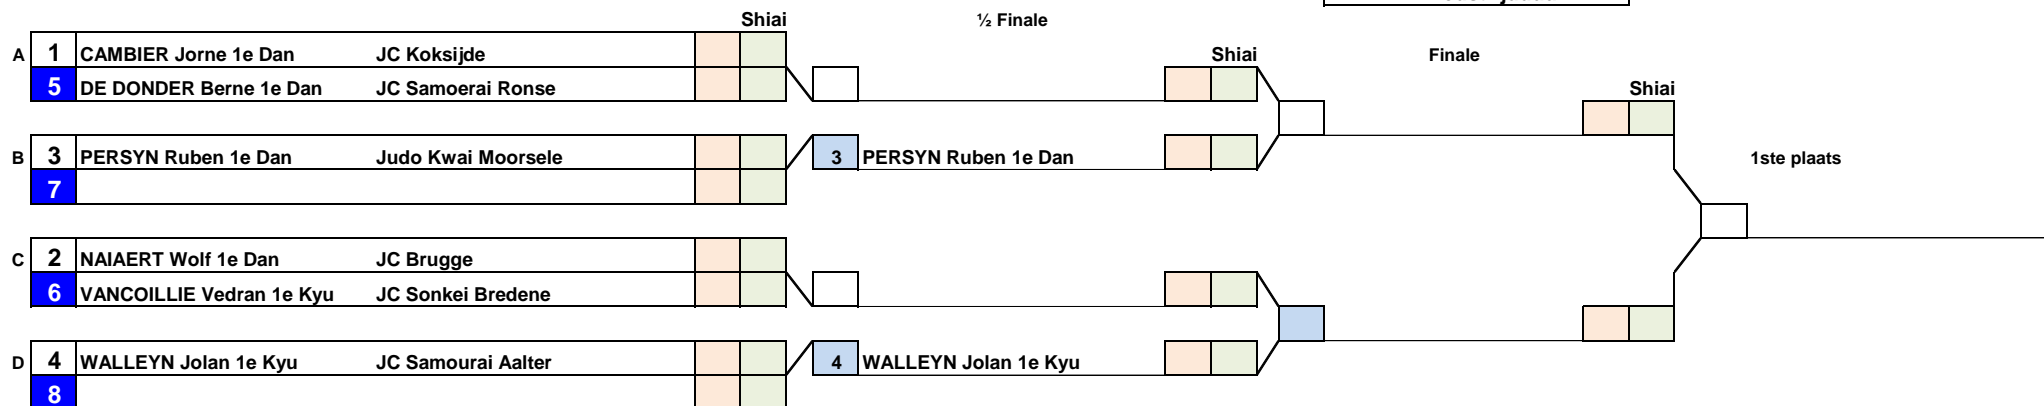 Shiai
½ Finale
A 1 CAMBIER Jorne 1e Dan JC Koksijde
Shiai
Finale
5 DE DONDER Berne 1e Dan JC Samoerai Ronse
Shiai
B 3 PERSYN Ruben 1e Dan Judo Kwai Moorsele
3 PERSYN Ruben 1e Dan
1ste plaats
7
C 2 NAIAERT Wolf 1e Dan JC Brugge
6 VANCOILLIE Vedran 1e Kyu JC Sonkei Bredene
D 4 WALLEYN Jolan 1e Kyu JC Samourai Aalter
4 WALLEYN Jolan 1e Kyu
8